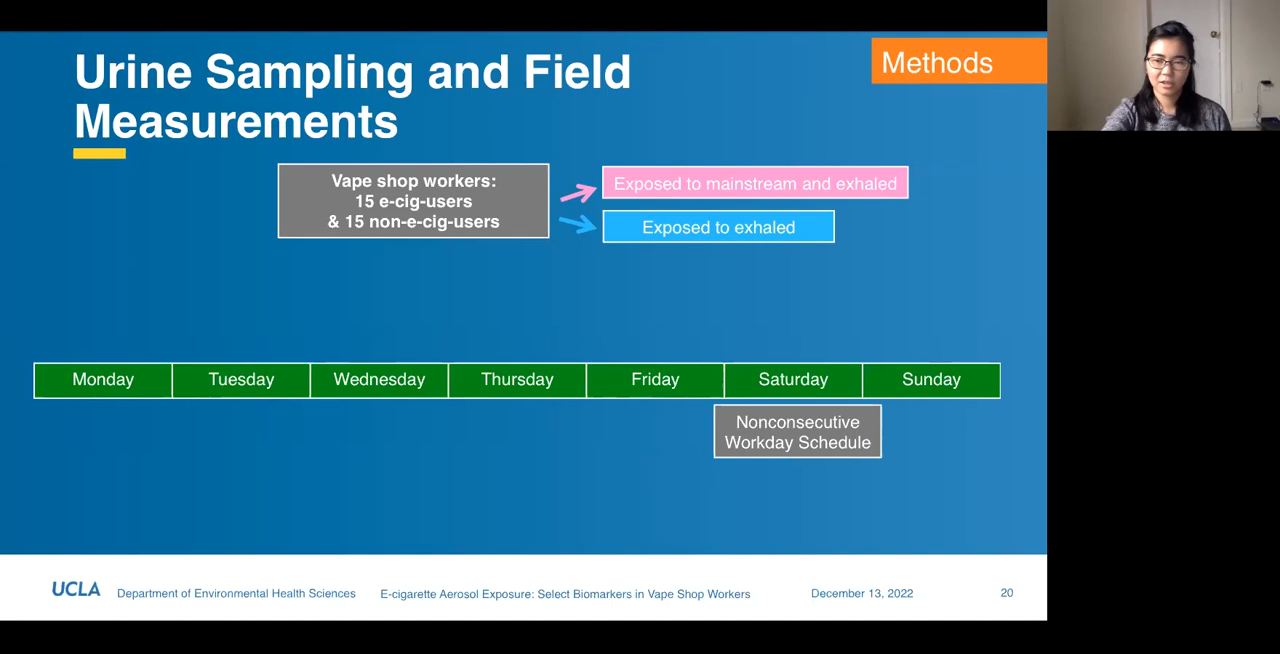 Urine Sampling and Field
Measurements
Methods
Vape shop workers:
15 e-cig-users
& 15 non-e-cig-users
Exposed to mainstream and exhaled
Exposed to exhaled
Monday
Tuesday
Wednesday
Thursday
Friday
Saturday
Sunday
Nonconsecutive
Workday Schedule
UCLA
Department of Environmental Health Sciences
E-cigarette Aerosol Exposure: Select Biomarkers in Vape Shop Workers
December 13, 2022
20